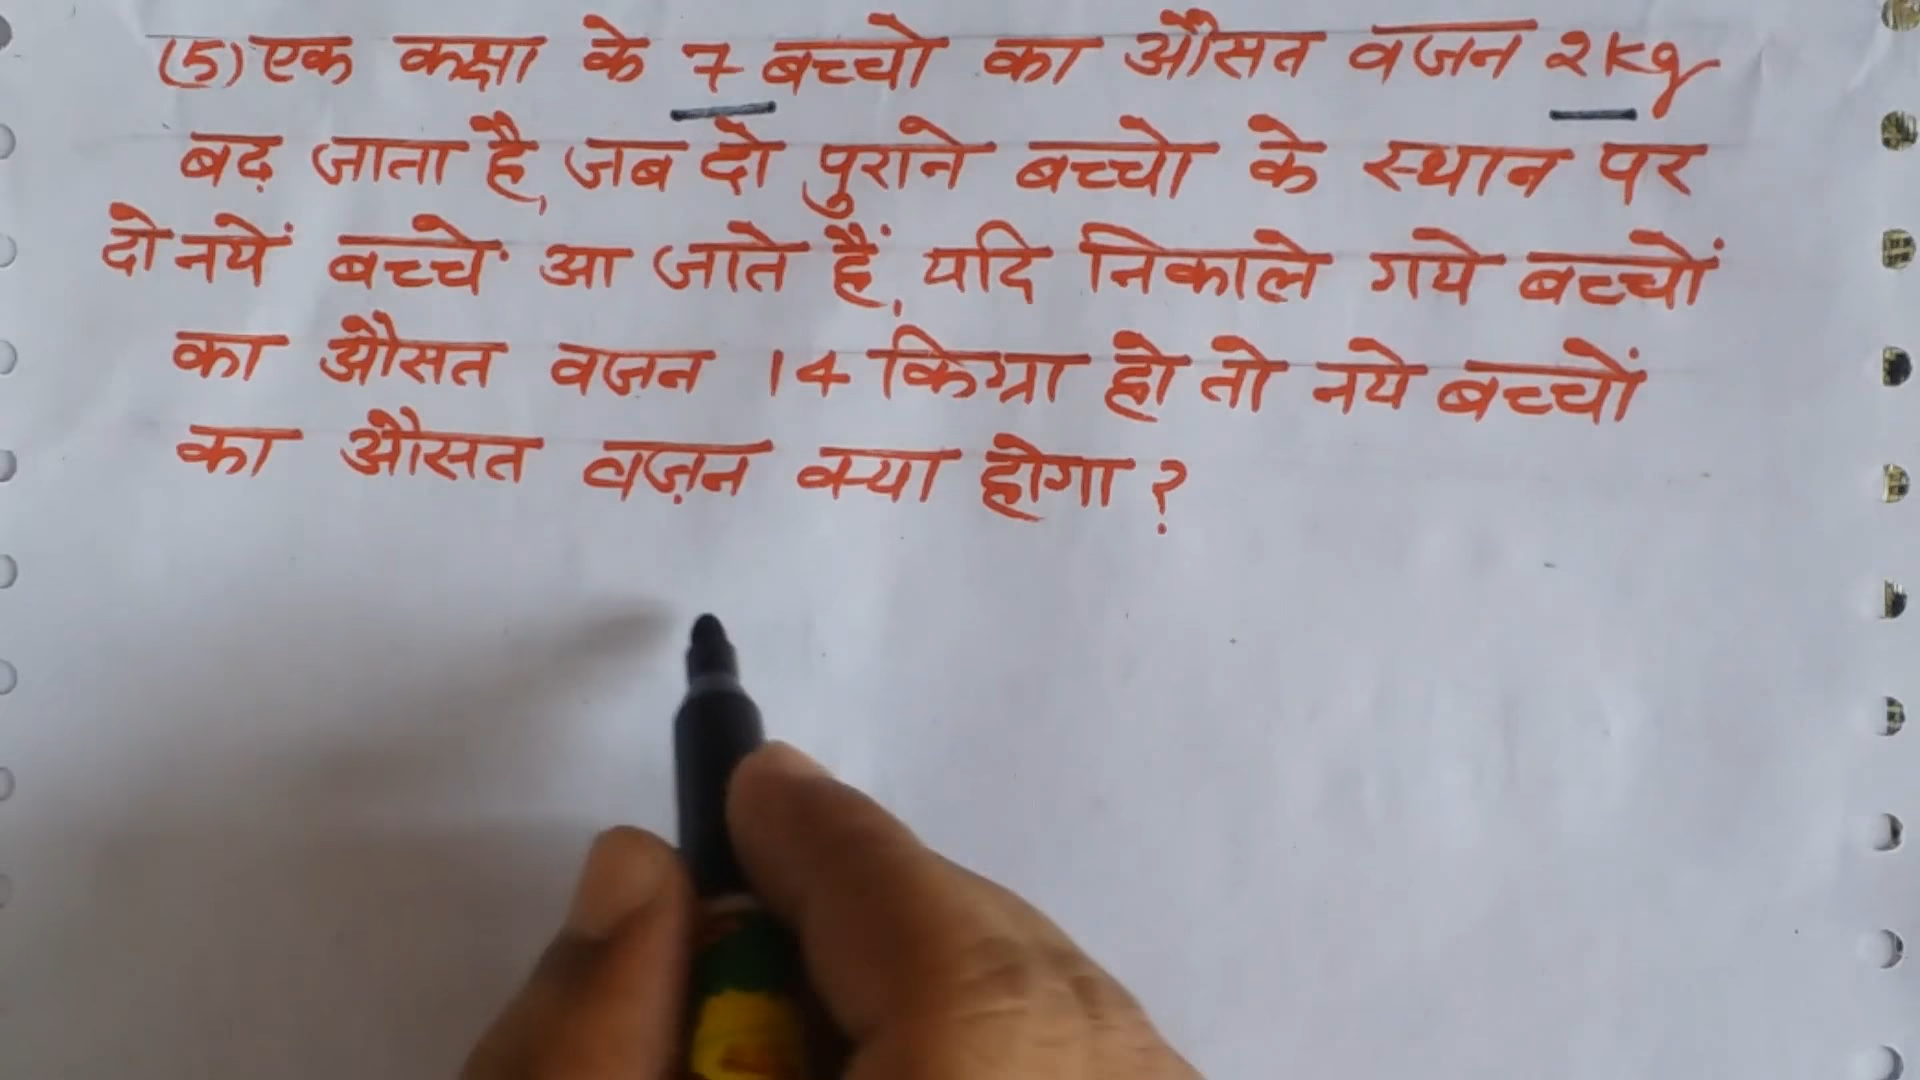 (5) एक कक्षा के 7 बच्चो का औसत वजन 2Kg
बढ़ जाता है, जब दो पुराने बच्चो के स्थान पर
दो नयें बच्चे आ जाते हैं, यदि निकाले गये बच्चों
का औसत वजन 14 किग्रा हो तो नये बच्चों
का औसत वज़न क्या होगा ?